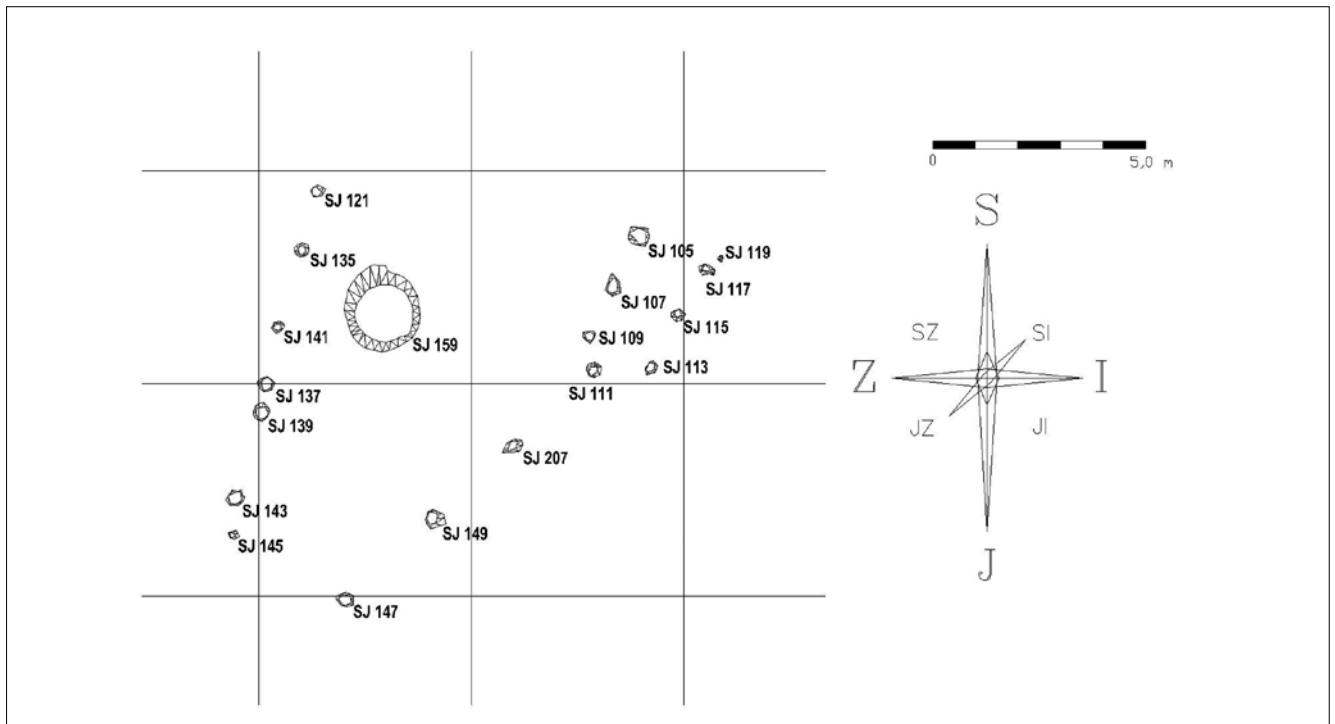 SJ 121
SJ 135
SJ 105
SJ 119
SJ 117
SJ 107
SJ 115
SJ 141
SJ 159
SJ 109
SJ 113
SJ 137
SJ 111
SJ 139
SJ 207
SJ 143
SJ 149
SJ 145
SJ 147
0
5,0 m
S
SZ
SI
Z
I
JZ
JI
J